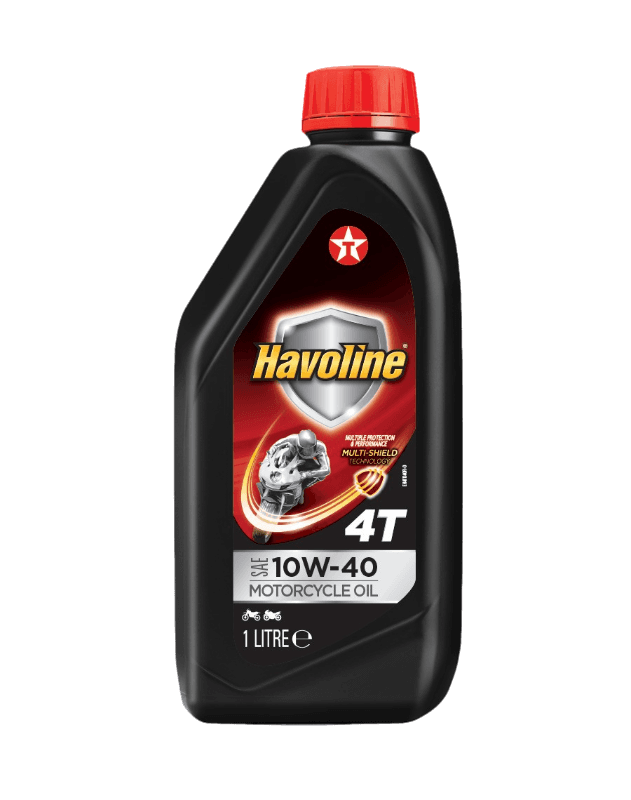 T
Havoline®
MULTIPLE PROTECTION
& PERFORMANCE
MULTI-SHIELD
TECHNOLOGY
4T
SAE 10W-40
MOTORCYCLE OIL
1 LITRE ℮